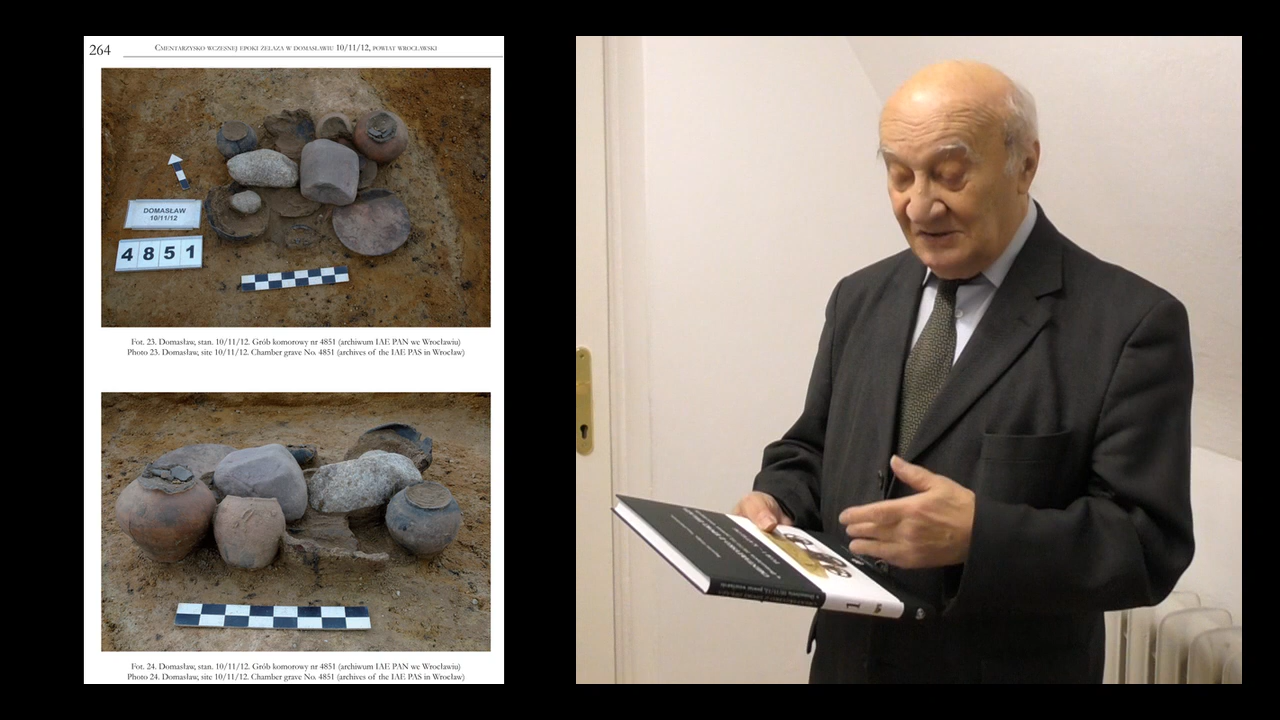 264
Cmentarzysko wczesnej epoki żelaza w Domasławiu 10/11/12, powiat wrocławski
DOMASŁAW
10/11/12
4851
Fot. 23. Domasław, stan. 10/11/12. Grób komorowy nr 4851 (archiwum IAE PAN we Wrocławiu)
Photo 23. Domasław, site 10/11/12. Chamber grave No. 4851 (archives of the IAE PAS in Wrocław)
Fot. 24. Domasław, stan. 10/11/12. Grób komorowy nr 4851 (archiwum IAE PAN we Wrocławiu)
Photo 24. Domasław, site 10/11/12. Chamber grave No. 4851 (archives of the IAE PAS in Wrocław)
1